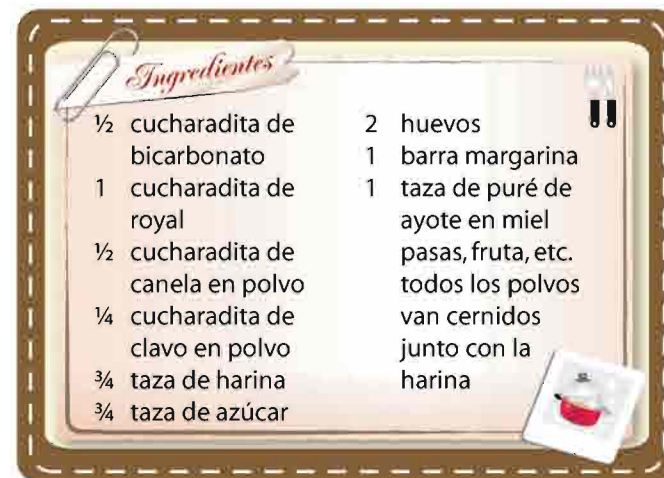 Ingredientes
½ cucharadita de
bicarbonato
1 cucharadita de
royal
½ cucharadita de
canela en polvo
¼ cucharadita de
clavo en polvo
¾ taza de harina
¾ taza de azúcar
2 huevos
1 barra margarina
1 taza de puré de
ayote en miel
pasas, fruta, etc.
todos los polvos
van cernidos
junto con la
harina